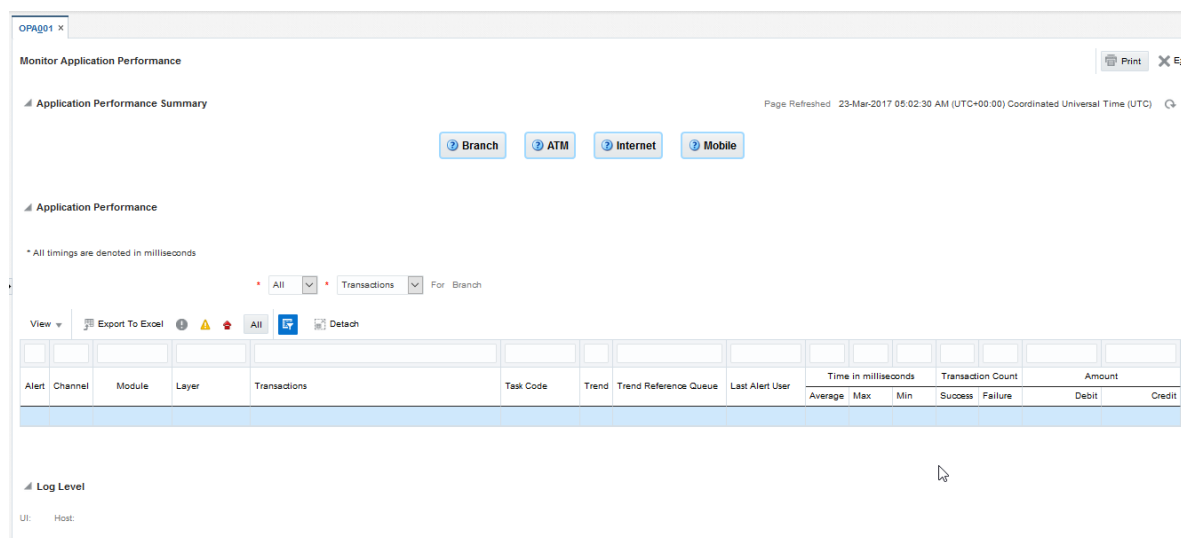 OPA001 ×
Monitor Application Performance
Print
Application Performance Summary
Page Refreshed 23-Mar-2017 05:02:30 AM (UTC+00:00) Coordinated Universal Time (UTC)
Branch ATM Internet Mobile
Application Performance
* All timings are denoted in milliseconds
* All * Transactions For Branch
View Export To Excel All Detach
Time in milliseconds Transaction Count Amount
Alert Channel Module Layer Transactions Task Code Trend Trend Reference Queue Last Alert User
Average Max Min Success Failure Debit Credit
Log Level
UI: Host: